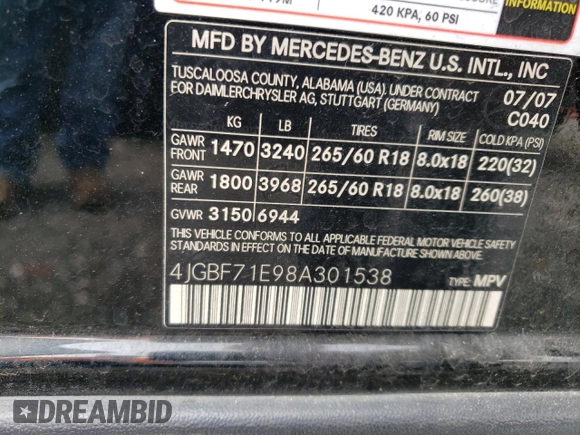 420 KPA, 60 PSI
INFORMATION
MFD BY MERCEDES-BENZ U.S. INTL., INC
TUSCALOOSA COUNTY, ALABAMA (USA). UNDER CONTRACT
FOR DAIMLERCHRYSLER AG, STUTTGART (GERMANY)
07/07
C040
KG LB TIRES RIM SIZE COLD KPA (PSI)
GAWR FRONT 1470 3240 265/60 R18 8.0x18 220(32)
GAWR REAR 1800 3968 265/60 R18 8.0x18 260(38)
GVWR 3150 6944
THIS VEHICLE CONFORMS TO ALL APPLICABLE FEDERAL MOTOR VEHICLE SAFETY
STANDARDS IN EFFECT ON THE DATE OF MANUFACTURE SHOWN ABOVE.
4JGBF71E98A301538
TYPE: MPV
DREAMBID